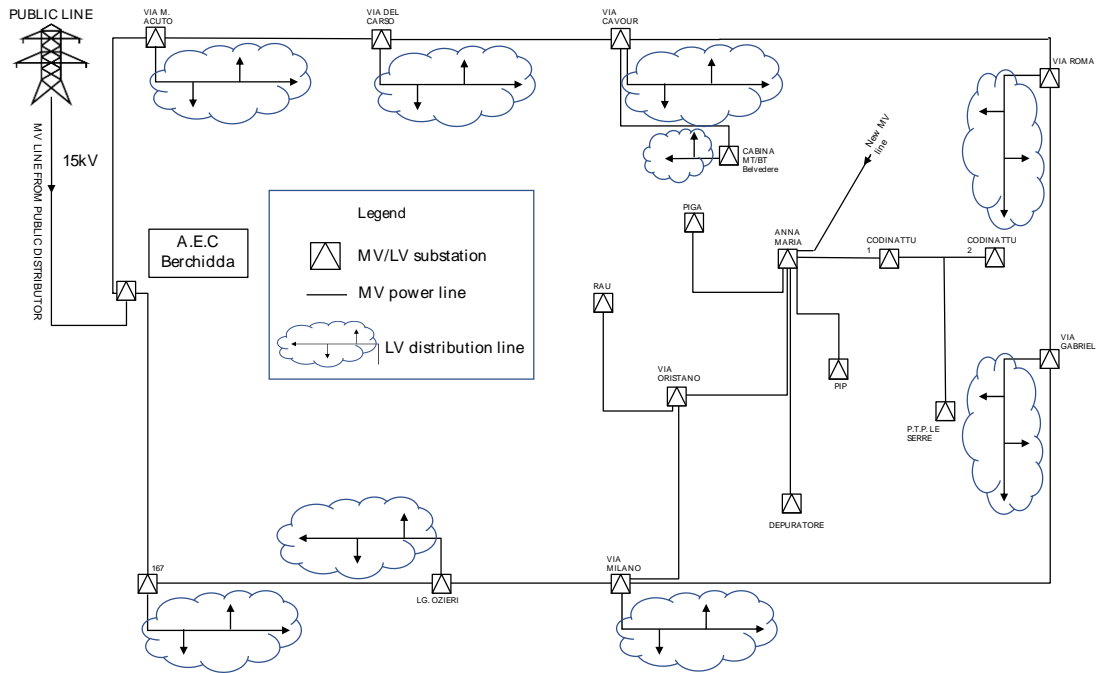 PUBLIC LINE
VIA M.
ACUTO
VIA DEL
CARSO
VIA
CAVOUR
VIA ROMA
MV LINE FROM PUBLIC DISTRIBUTOR
15kV
New MV
line
CABINA
MT/BT
Belvedere
A.E.C
Berchidda
Legend
MV/LV substation
MV power line
LV distribution line
PIGA
ANNA
MARIA
CODINATTU
1
CODINATTU
2
RAU
VIA
ORISTANO
PIP
VIA
GABRIEL
P.T.P. LE
SERRE
DEPURATORE
167
LG. OZIERI
VIA
MILANO